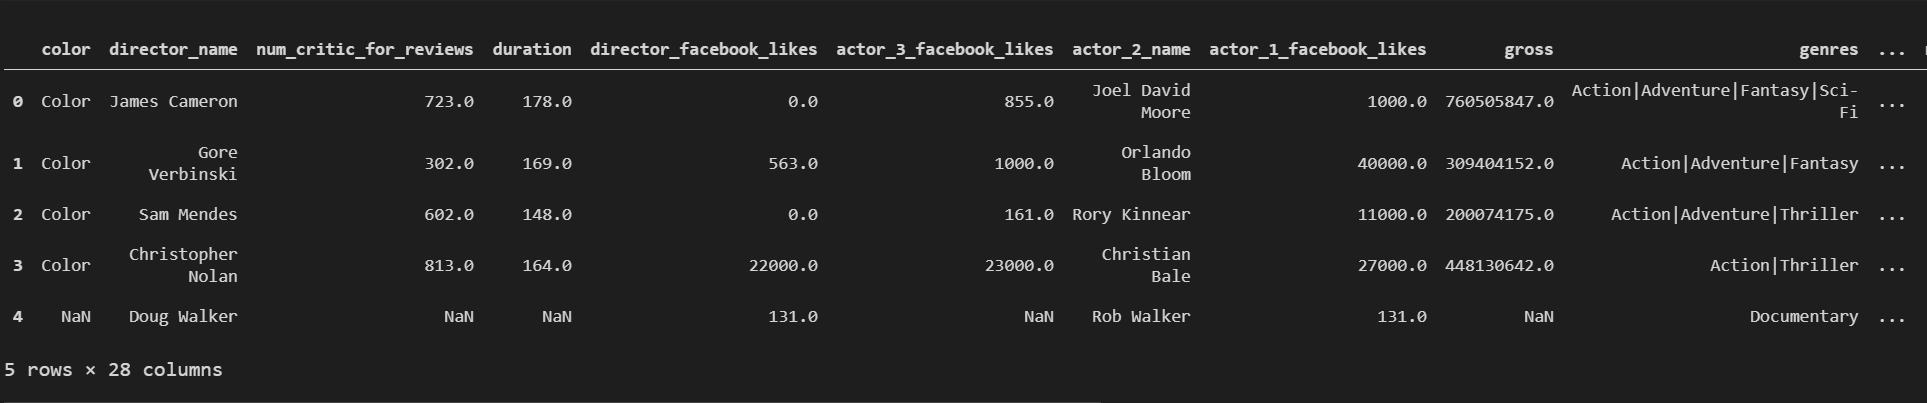 color director_name num_critic_for_reviews duration director_facebook_likes actor_3_facebook_likes actor_2_name actor_1_facebook_likes gross genres ...
0 Color James Cameron 723.0 178.0 0.0 855.0 Joel David Moore 1000.0 760505847.0 Action|Adventure|Fantasy|Sci-Fi ...
1 Color Gore Verbinski 302.0 169.0 563.0 1000.0 Orlando Bloom 40000.0 309404152.0 Action|Adventure|Fantasy ...
2 Color Sam Mendes 602.0 148.0 0.0 161.0 Rory Kinnear 11000.0 200074175.0 Action|Adventure|Thriller ...
3 Color Christopher Nolan 813.0 164.0 22000.0 23000.0 Christian Bale 27000.0 448130642.0 Action|Thriller ...
4 NaN Doug Walker NaN NaN 131.0 NaN Rob Walker 131.0 NaN Documentary ...
5 rows × 28 columns